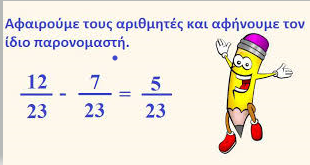 Αφαιρούμε τους αριθμητές και αφήνουμε τον
ίδιο παρονομαστή.
12/23 - 7/23 = 5/23